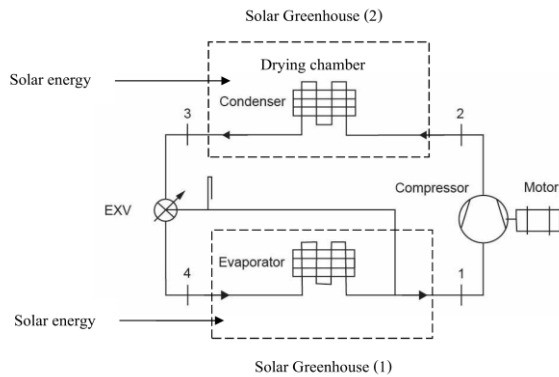 Solar Greenhouse (2)
Solar energy
Drying chamber
Condenser
3
2
Compressor
Motor
EXV
Evaporator
4
1
Solar energy
Solar Greenhouse (1)